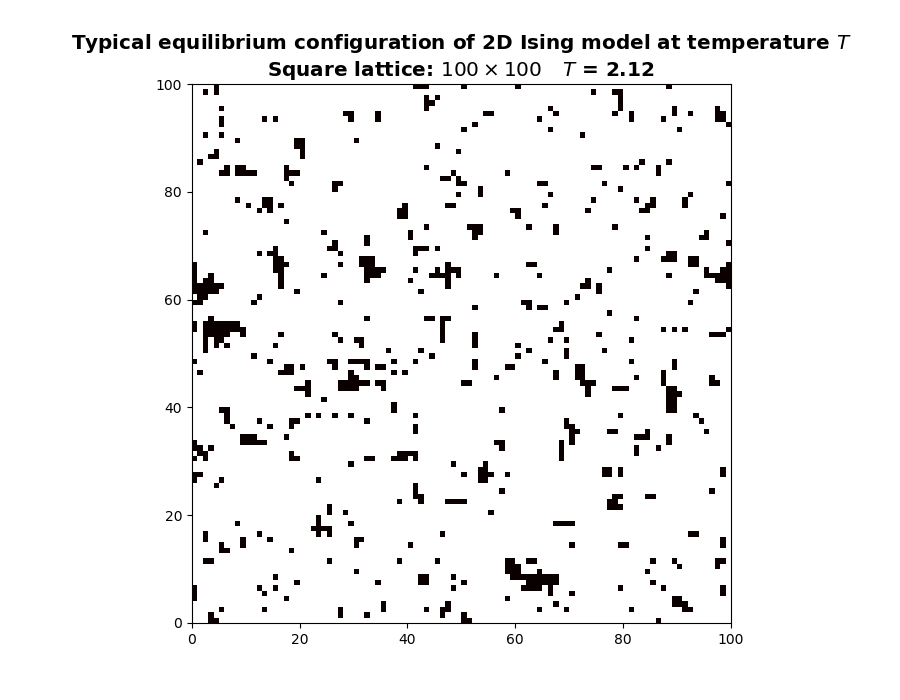 Typical equilibrium configuration of 2D Ising model at temperature T
Square lattice: 100 × 100 T = 2.12
100
80
60
40
20
0
0 20 40 60 80 100